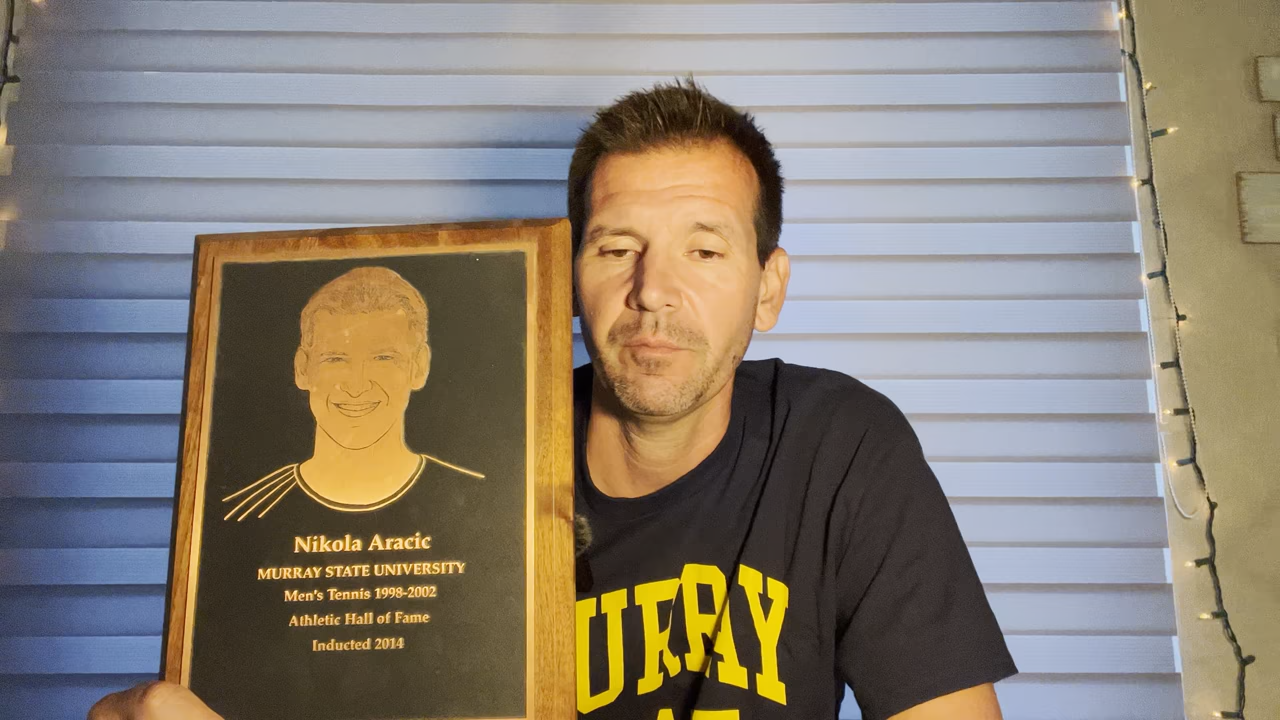 Nikola Aracic
MURRAY STATE UNIVERSITY
Men's Tennis 1998-2002
Athletic Hall of Fame
Inducted 2014
URRAY